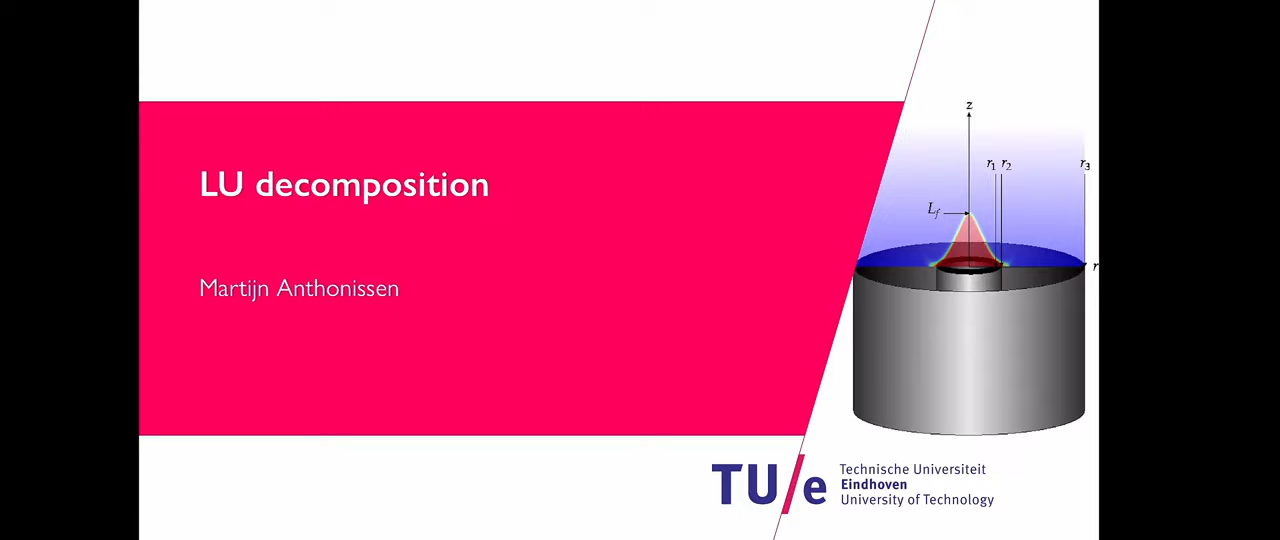 LU decomposition
Martijn Anthonissen
z
r1 r2 r3
Lf
r
TU/e
Technische Universiteit
Eindhoven
University of Technology